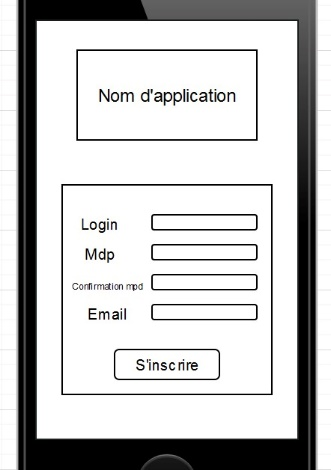 Nom d'application
Login
Mdp
Confirmation mpd
Email
S'inscrire